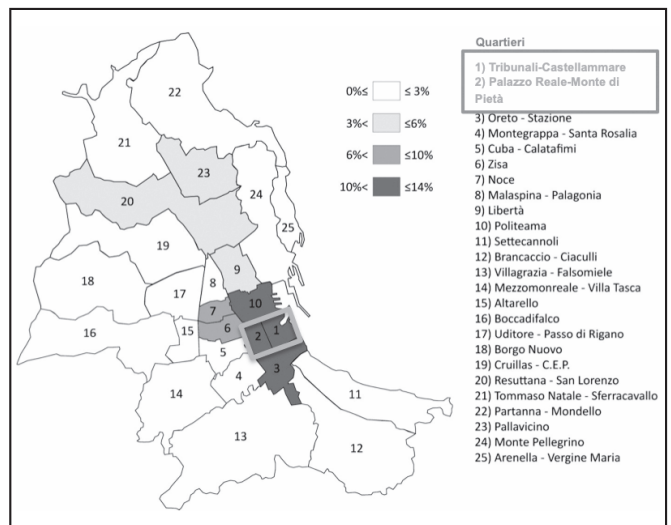 Quartieri
1) Tribunali-Castellammare
2) Palazzo Reale-Monte di
Pietà
3) Oreto - Stazione
4) Montegrappa - Santa Rosalia
5) Cuba - Calatafimi
6) Zisa
7) Noce
8) Malaspina - Palagonia
9) Libertà
10) Politeama
11) Settecannoli
12) Brancaccio - Ciaculli
13) Villagrazia - Falsomiele
14) Mezzomonreale - Villa Tasca
15) Altarello
16) Boccadifalco
17) Uditore - Passo di Rigano
18) Borgo Nuovo
19) Cruillas - C.E.P.
20) Resuttana - San Lorenzo
21) Tommaso Natale - Sferracavallo
22) Partanna - Mondello
23) Pallavicino
24) Monte Pellegrino
25) Arenella - Vergine Maria
0%≤ ≤ 3%
3%< ≤6%
6%< ≤10%
10%< ≤14%
22
21
23
24
20
25
19
9
18
8
17
10
7
16
15
6
2
1
5
3
4
14
11
13
12